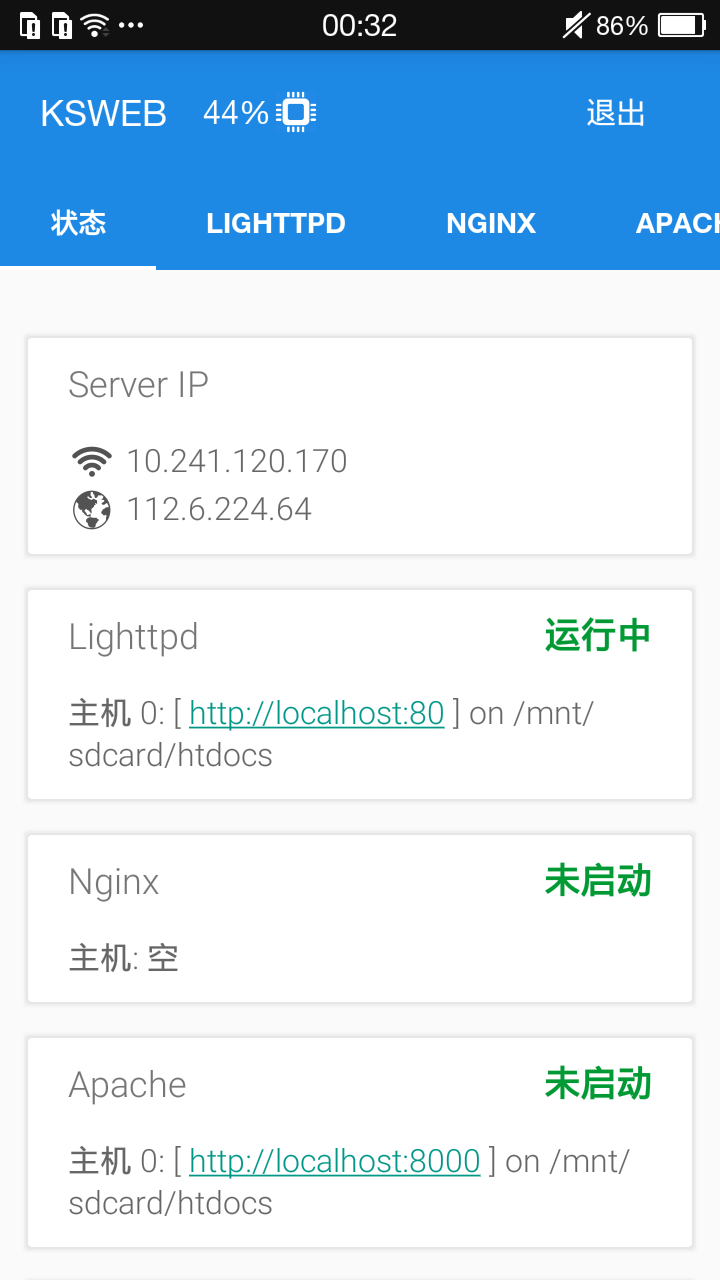 00:32 86%
KSWEB 44% 退出
状态 LIGHTTPD NGINX APACH
Server IP
10.241.120.170
112.6.224.64
Lighttpd 运行中
主机 0: [ http://localhost:80 ] on /mnt/
sdcard/htdocs
Nginx 未启动
主机: 空
Apache 未启动
主机 0: [ http://localhost:8000 ] on /mnt/
sdcard/htdocs